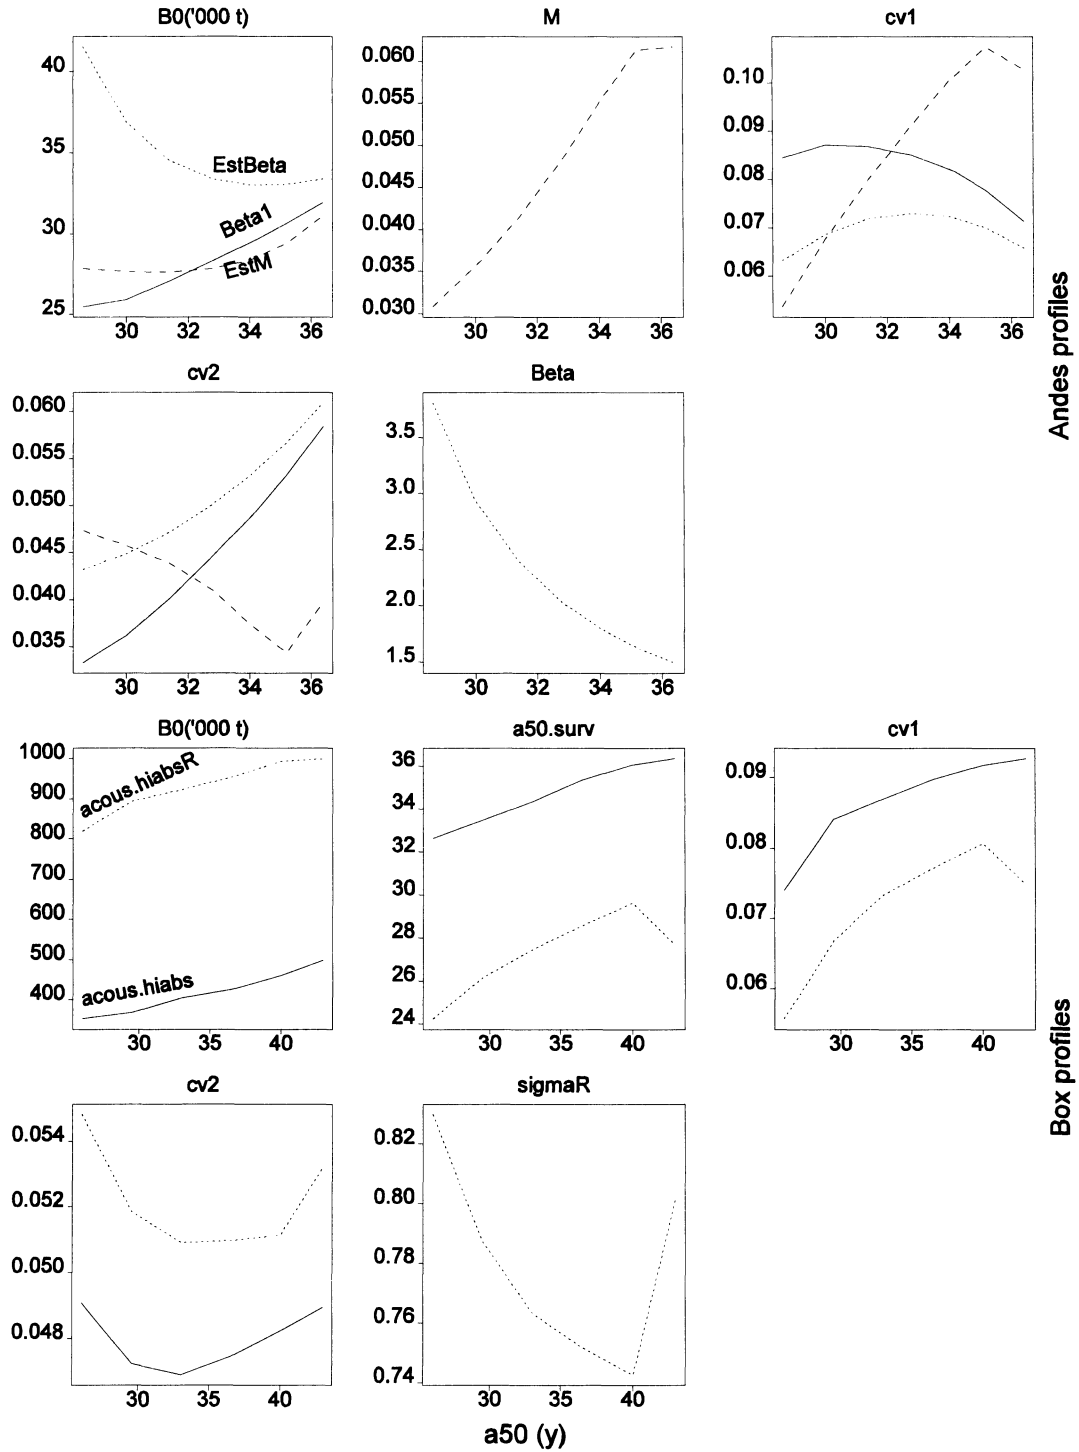 B0('000 t)
40
35
30
25
EstBeta
Beta1
EstM
30 32 34 36
M
0.060
0.055
0.050
0.045
0.040
0.035
0.030
30 32 34 36
cv1
0.10
0.09
0.08
0.07
0.06
30 32 34 36
Andes profiles
cv2
0.060
0.055
0.050
0.045
0.040
0.035
30 32 34 36
Beta
3.5
3.0
2.5
2.0
1.5
30 32 34 36
B0('000 t)
1000
900
800
700
600
500
400
acous.hiabsR
acous.hiabs
30 35 40
a50.surv
36
34
32
30
28
26
24
30 35 40
cv1
0.09
0.08
0.07
0.06
30 35 40
Box profiles
cv2
0.054
0.052
0.050
0.048
30 35 40
sigmaR
0.82
0.80
0.78
0.76
0.74
30 35 40
a50 (y)